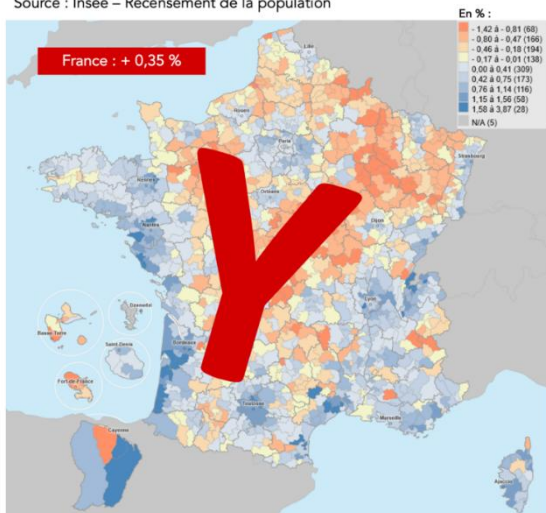 Source : Insee – Recensement de la population
En % :
- 1,42 à - 0,81 (68)
- 0,80 à - 0,47 (166)
- 0,46 à - 0,18 (194)
- 0,17 à - 0,01 (138)
0,00 à 0,41 (309)
0,42 à 0,75 (173)
0,76 à 1,14 (116)
1,15 à 1,56 (58)
1,58 à 3,87 (28)
N/A (5)
France : + 0,35 %
Lille
Rouen
Paris
Strasbourg
Rennes
Orléans
Nantes
Dijon
Y
Lyon
Dzaoudzi
Basse-Terre
Saint-Denis
Bordeaux
Fort-de-France
Toulouse
Marseille
Cayenne
Ajaccio